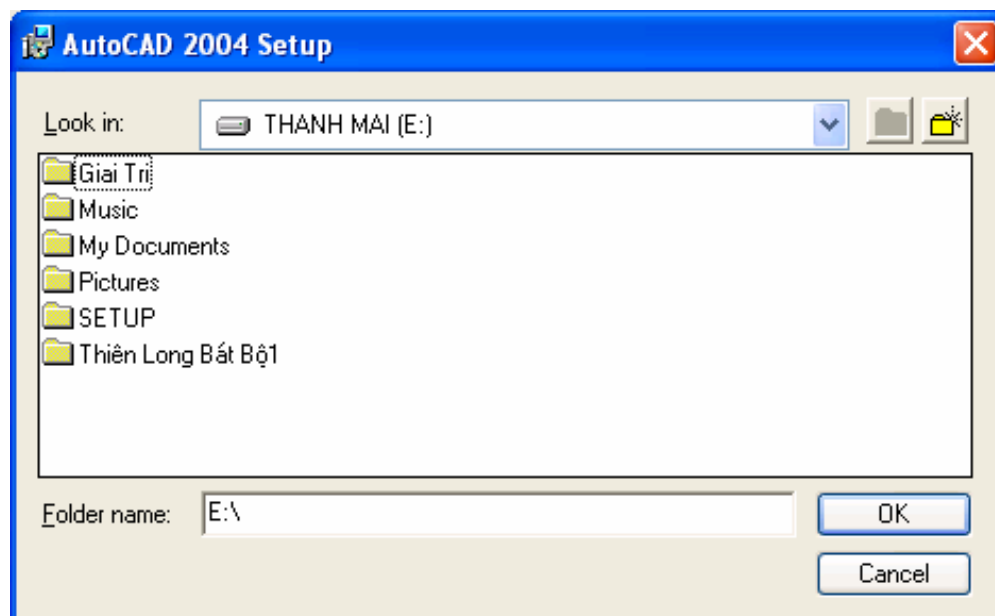 AutoCAD 2004 Setup
Look in: THANH MAI (E:)
Giai Tri
Music
My Documents
Pictures
SETUP
Thiên Long Bát Bộ1
Folder name: E:\ OK
Cancel